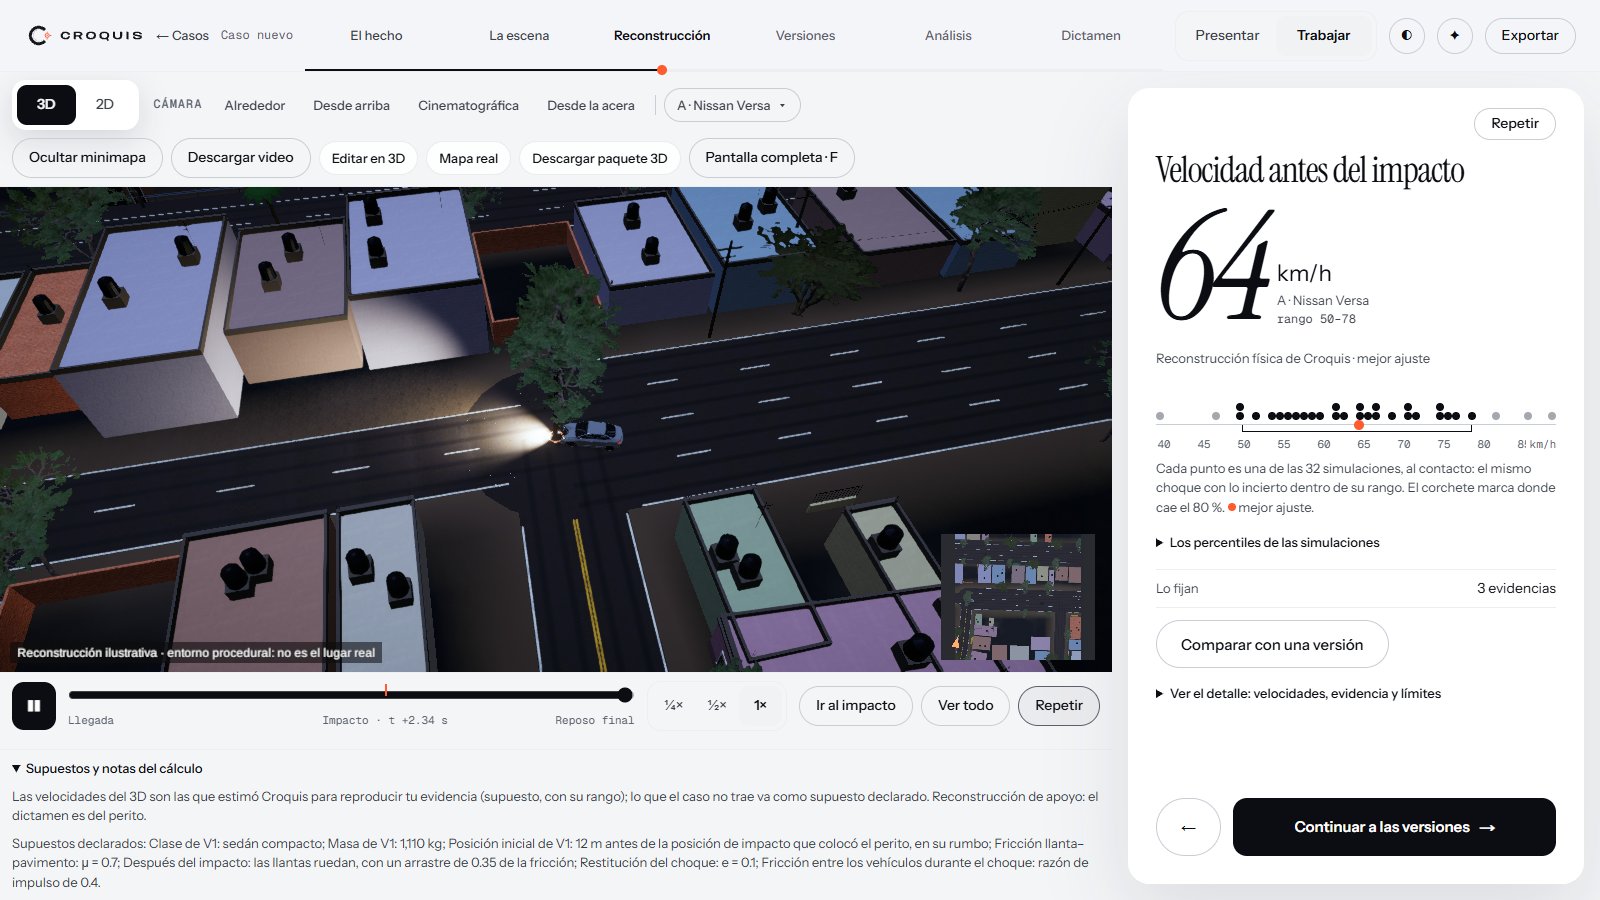 CROQUIS
← Casos
Caso nuevo
El hecho
La escena
Reconstrucción
Versiones
Análisis
Dictamen
Presentar
Trabajar
Exportar
3D
2D
CÁMARA
Alrededor
Desde arriba
Cinematográfica
Desde la acera
A · Nissan Versa
Ocultar minimapa
Descargar video
Editar en 3D
Mapa real
Descargar paquete 3D
Pantalla completa · F
Reconstrucción ilustrativa · entorno procedural: no es el lugar real
Llegada
Impacto · t +2.34 s
Reposo final
¼×
½×
1×
Ir al impacto
Ver todo
Repetir
▼ Supuestos y notas del cálculo
Las velocidades del 3D son las que estimó Croquis para reproducir tu evidencia (supuesto, con su rango); lo que el caso no trae va como supuesto declarado. Reconstrucción de apoyo: el
dictamen es del perito.
Supuestos declarados: Clase de V1: sedán compacto; Masa de V1: 1,110 kg; Posición inicial de V1: 12 m antes de la posición de impacto que colocó el perito, en su rumbo; Fricción llanta–
pavimento: μ = 0.7; Después del impacto: las llantas ruedan, con un arrastre de 0.35 de la fricción; Restitución del choque: e = 0.1; Fricción entre los vehículos durante el choque: razón de
impulso de 0.4.
Repetir
Velocidad antes del impacto
64 km/h
A · Nissan Versa
rango 50–78
Reconstrucción física de Croquis · mejor ajuste
40 45 50 55 60 65 70 75 80 km/h
Cada punto es una de las 32 simulaciones, al contacto: el mismo
choque con lo incierto dentro de su rango. El corchete marca donde
cae el 80 %. mejor ajuste.
▶ Los percentiles de las simulaciones
Lo fijan
3 evidencias
Comparar con una versión
▶ Ver el detalle: velocidades, evidencia y límites
←
Continuar a las versiones →